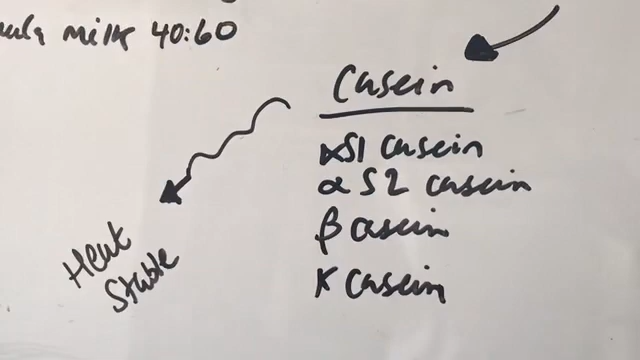 milk 40:60
Casein
αS1 casein
α S2 casein
β casein
K casein
Heat
Stable